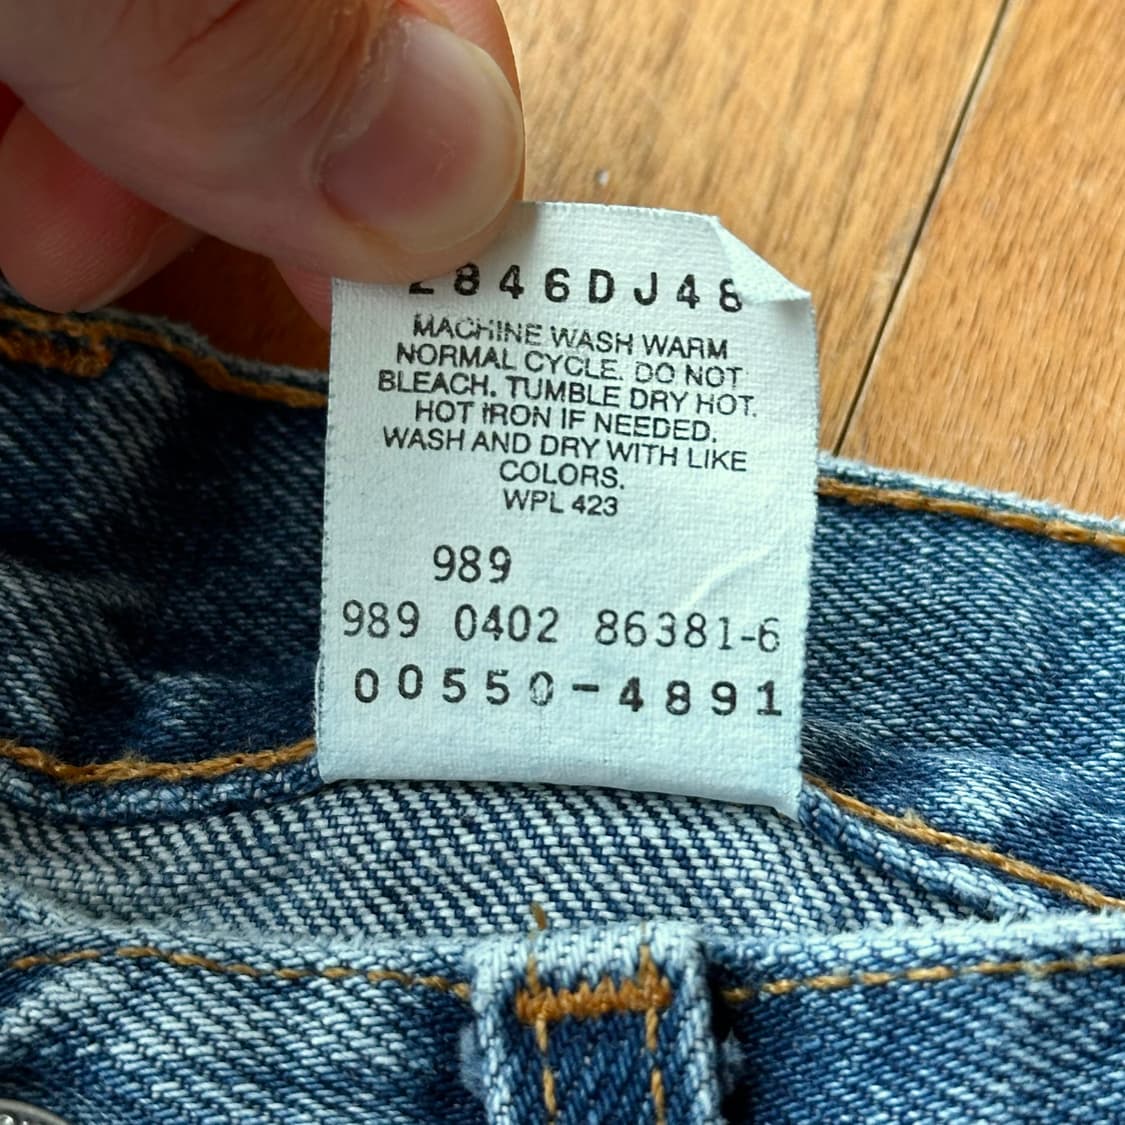 2846DJ48
MACHINE WASH WARM
NORMAL CYCLE. DO NOT
BLEACH. TUMBLE DRY HOT.
HOT IRON IF NEEDED.
WASH AND DRY WITH LIKE
COLORS.
WPL 423
989
989 0402 86381-6
00550-4891